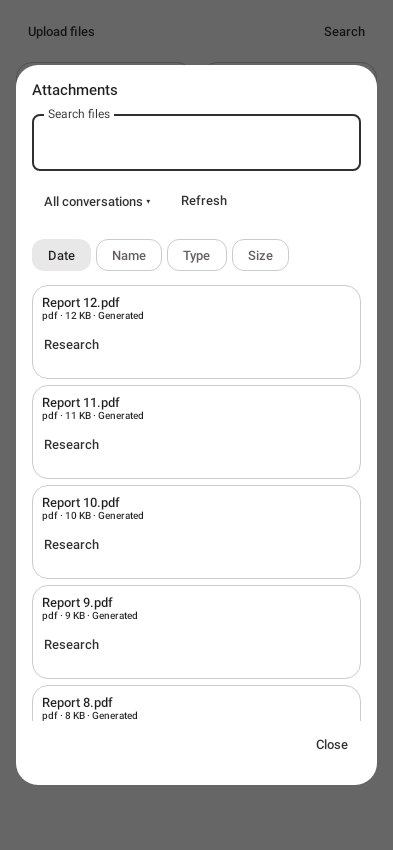 Upload files
Search
Attachments
Search files
All conversations ▾
Refresh
Date
Name
Type
Size
Report 12.pdf
pdf · 12 KB · Generated
Research
Report 11.pdf
pdf · 11 KB · Generated
Research
Report 10.pdf
pdf · 10 KB · Generated
Research
Report 9.pdf
pdf · 9 KB · Generated
Research
Report 8.pdf
pdf · 8 KB · Generated
Close